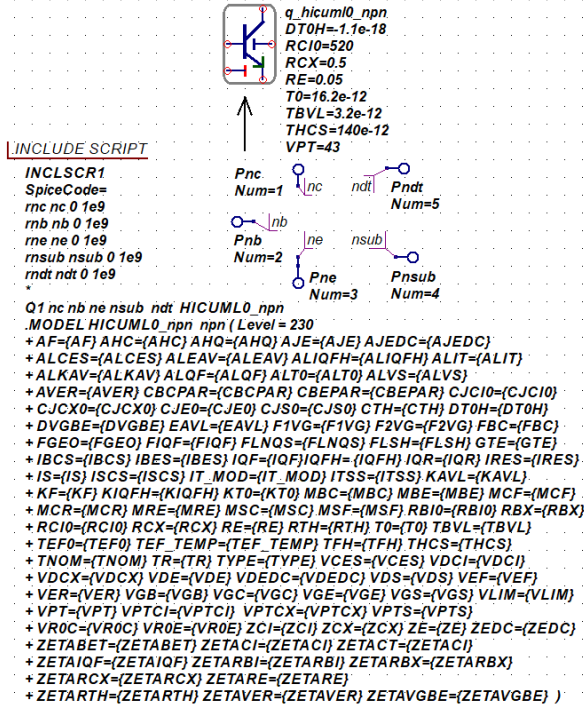 q_hicuml0_npn
DT0H=-1.1e-18
RCI0=520
RCX=0.5
RE=0.05
T0=16.2e-12
TBVL=3.2e-12
THCS=140e-12
VPT=43
.INCLUDE SCRIPT
INCLSCR1
SpiceCode=
rnc nc 0 1e9
rnb nb 0 1e9
rne ne 0 1e9
rnsub nsub 0 1e9
rndt ndt 0 1e9
*
Pnc
Num=1
nc
ndt
Pndt
Num=5
nb
Pnb
Num=2
ne
Pne
Num=3
nsub
Pnsub
Num=4
Q1 nc nb ne nsub ndt HICUML0_npn
.MODEL HICUML0_npn npn ( Level = 230
+ AF={AF} AHC={AHC} AHQ={AHQ} AJE={AJE} AJEDC={AJEDC}
+ ALCES={ALCES} ALEAV={ALEAV} ALIQFH={ALIQFH} ALIT={ALIT}
+ ALKAV={ALKAV} ALQF={ALQF} ALT0={ALT0} ALVS={ALVS}
+ AVER={AVER} CBCPAR={CBCPAR} CBEPAR={CBEPAR} CJCI0={CJCI0}
+ CJCX0={CJCX0} CJE0={CJE0} CJS0={CJS0} CTH={CTH} DT0H={DT0H}
+ DVGBE={DVGBE} EAVL={EAVL} F1VG={F1VG} F2VG={F2VG} FBC={FBC}
+ FGEO={FGEO} FIQF={FIQF} FLNQS={FLNQS} FLSH={FLSH} GTE={GTE}
+ IBCS={IBCS} IBES={IBES} IQF={IQF}IQFH= {IQFH} IQR={IQR} IRES={IRES}
+ IS={IS} ISCS={ISCS} IT_MOD={IT_MOD} ITSS={ITSS} KAVL={KAVL}
+ KF={KF} KIQFH={KIQFH} KT0={KT0} MBC={MBC} MBE={MBE} MCF={MCF}
+ MCR={MCR} MRE={MRE} MSC={MSC} MSF={MSF} RBI0={RBI0} RBX={RBX}
+ RCI0={RCI0} RCX={RCX} RE={RE} RTH={RTH} T0={T0} TBVL={TBVL}
+ TEF0={TEF0} TEF_TEMP={TEF_TEMP} TFH={TFH} THCS={THCS}
+ TNOM={TNOM} TR={TR} TYPE={TYPE} VCES={VCES} VDCI={VDCI}
+ VDCX={VDCX} VDE={VDE} VDEDC={VDEDC} VDS={VDS} VEF={VEF}
+ VER={VER} VGB={VGB} VGC={VGC} VGE={VGE} VGS={VGS} VLIM={VLIM}
+ VPT={VPT} VPTCI={VPTCI} VPTCX={VPTCX} VPTS={VPTS}
+ VR0C={VR0C} VR0E={VR0E} ZCI={ZCI} ZCX={ZCX} ZE={ZE} ZEDC={ZEDC}
+ ZETABET={ZETABET} ZETACI={ZETACI} ZETACT={ZETACI}
+ ZETAIQF={ZETAIQF} ZETARBI={ZETARBI} ZETARBX={ZETARBX}
+ ZETARCX={ZETARCX} ZETARE={ZETARE}
+ ZETARTH={ZETARTH} ZETAVER={ZETAVER} ZETAVGBE={ZETAVGBE} )